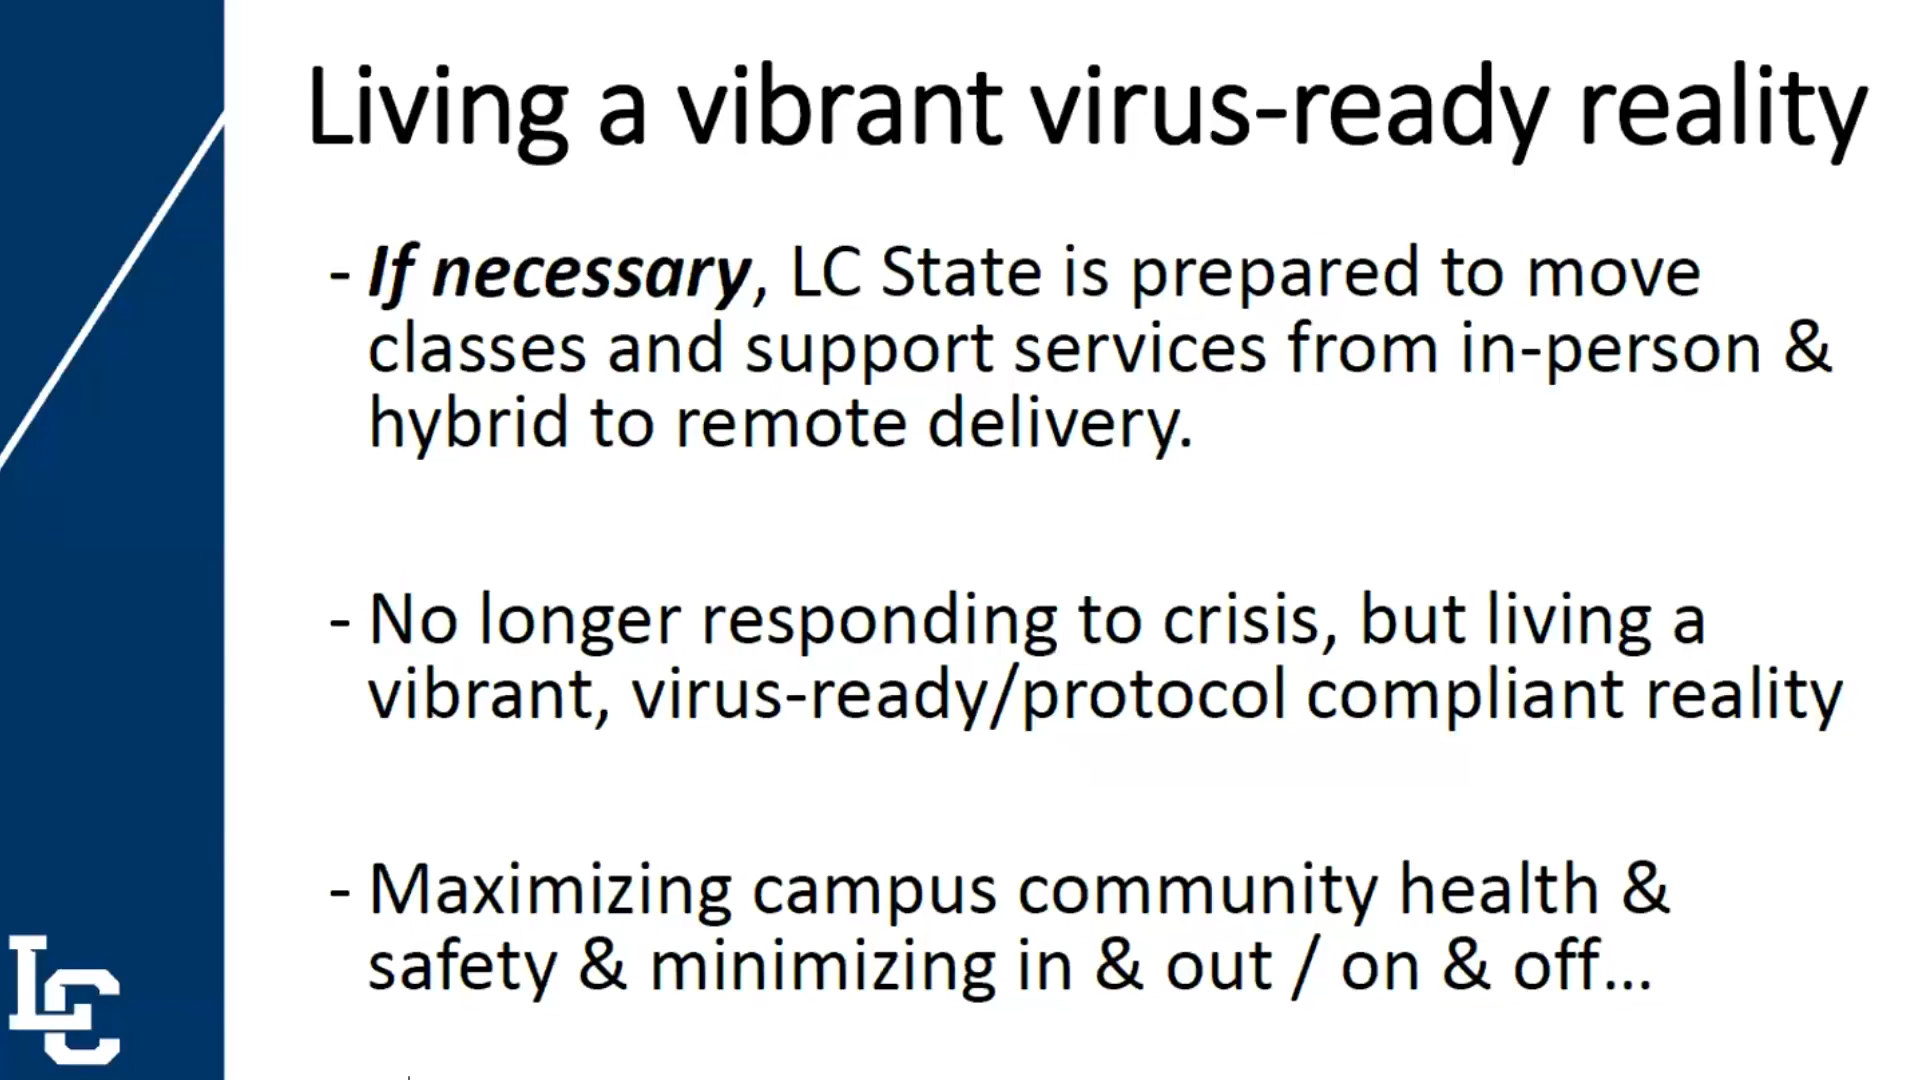 Living a vibrant virus-ready reality
- If necessary, LC State is prepared to move
classes and support services from in-person &
hybrid to remote delivery.
- No longer responding to crisis, but living a
vibrant, virus-ready/protocol compliant reality
- Maximizing campus community health &
safety & minimizing in & out / on & off...
LC